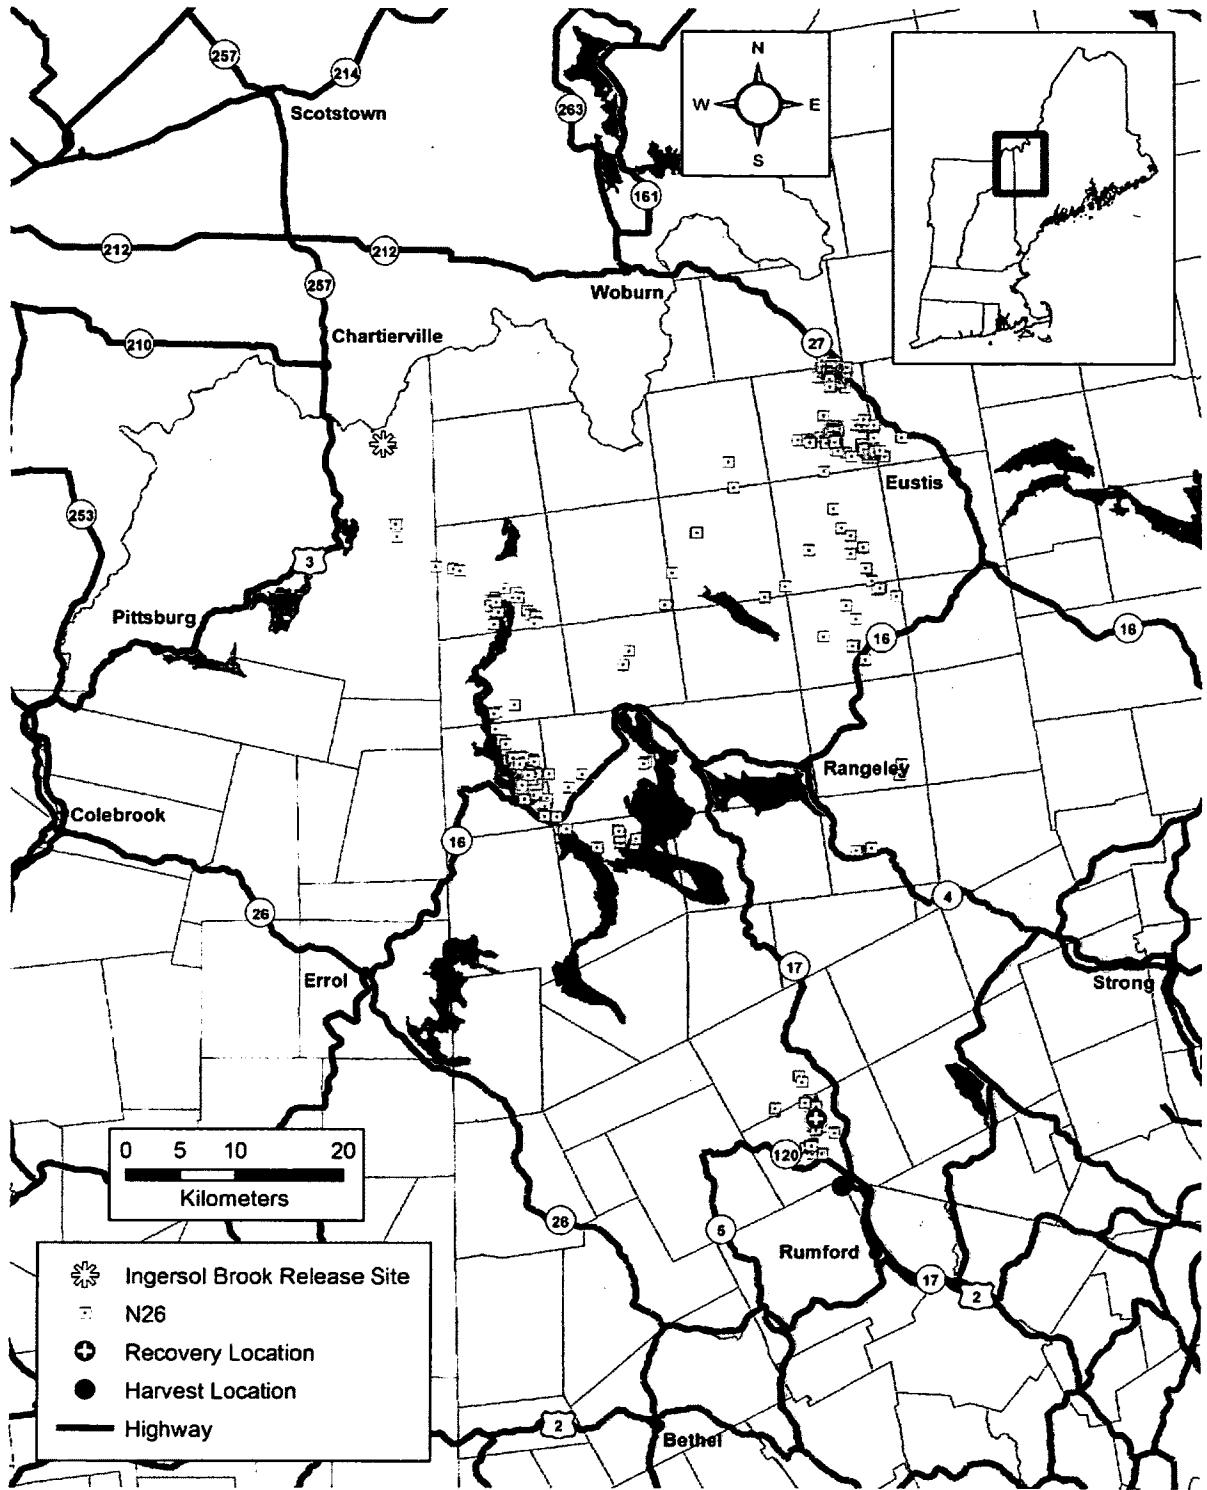 257
214
Scotstown
263
N
W E
S
161
212
212
257
Woburn
Chartierville
210
27
253
Eustis
3
Pittsburg
16
16
Rangeley
Colebrook
16
26
4
17
Errol
Strong
0 5 10 20
Kilometers
120
26
5
Rumford
17
2
Ingersol Brook Release Site
N26
Recovery Location
Harvest Location
Highway
2
Bethel